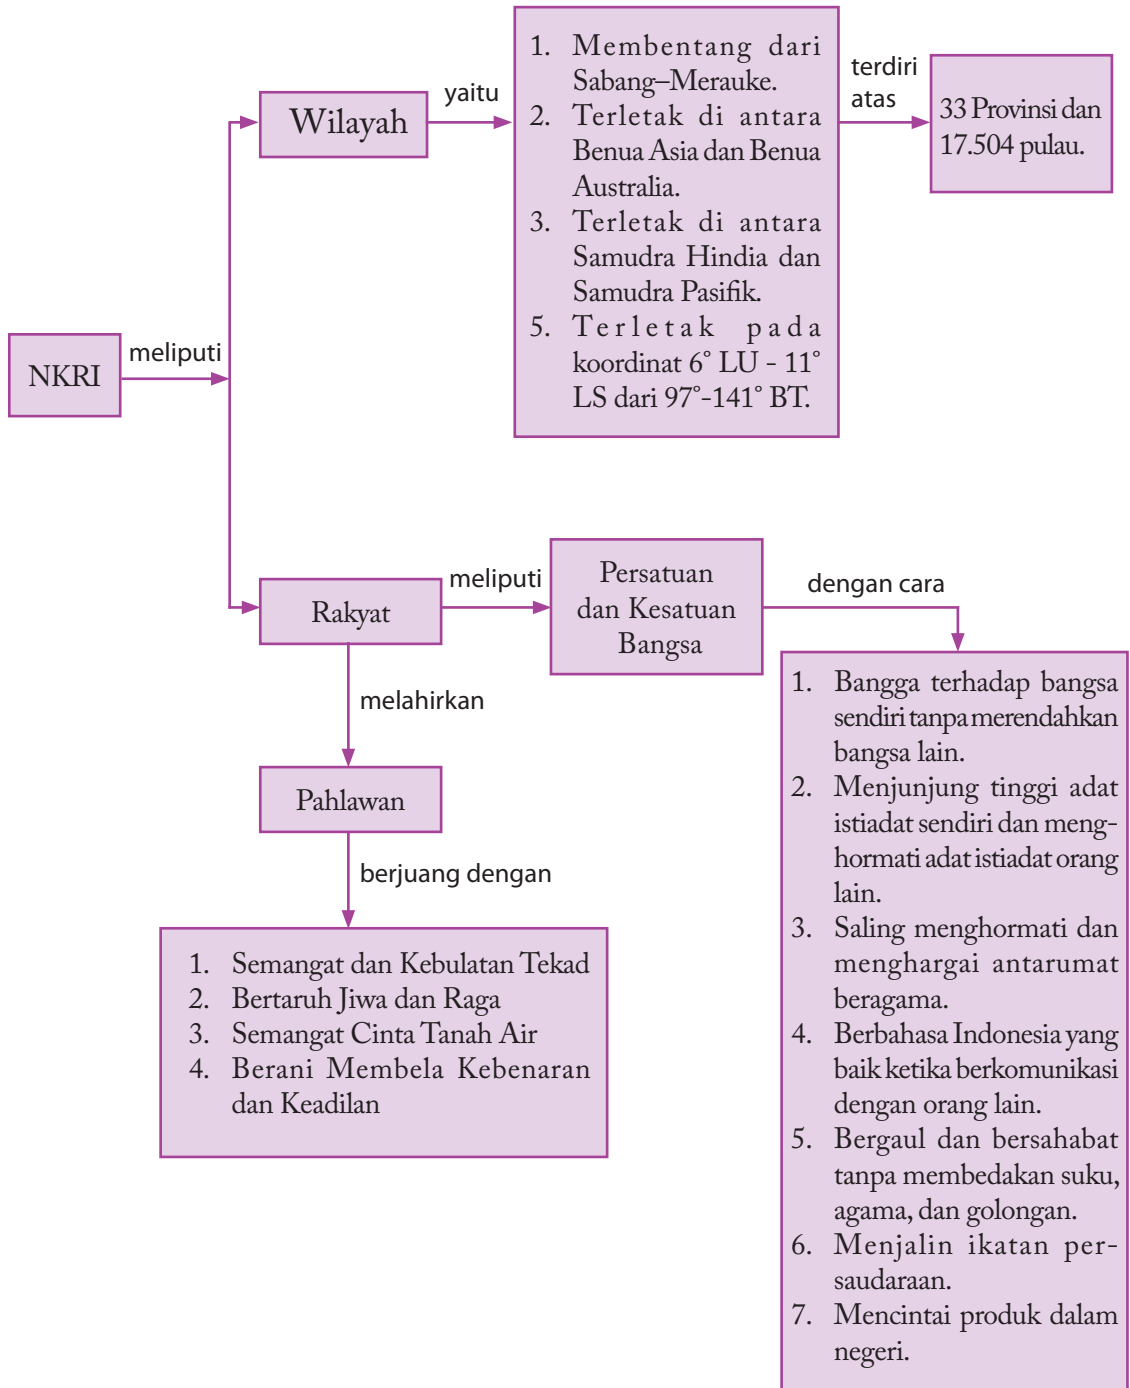 NKRI
meliputi
Wilayah
yaitu
1. Membentang dari
Sabang–Merauke.
2. Terletak di antara
Benua Asia dan Benua
Australia.
3. Terletak di antara
Samudra Hindia dan
Samudra Pasifik.
5. Terletak pada
koordinat 6° LU - 11°
LS dari 97°-141° BT.
terdiri
atas
33 Provinsi dan
17.504 pulau.
Rakyat
meliputi
Persatuan
dan Kesatuan
Bangsa
dengan cara
1. Bangga terhadap bangsa
sendiri tanpa merendahkan
bangsa lain.
2. Menjunjung tinggi adat
istiadat sendiri dan meng-
hormati adat istiadat orang
lain.
3. Saling menghormati dan
menghargai antarumat
beragama.
4. Berbahasa Indonesia yang
baik ketika berkomunikasi
dengan orang lain.
5. Bergaul dan bersahabat
tanpa membedakan suku,
agama, dan golongan.
6. Menjalin ikatan per-
saudaraan.
7. Mencintai produk dalam
negeri.
melahirkan
Pahlawan
berjuang dengan
1. Semangat dan Kebulatan Tekad
2. Bertaruh Jiwa dan Raga
3. Semangat Cinta Tanah Air
4. Berani Membela Kebenaran
dan Keadilan